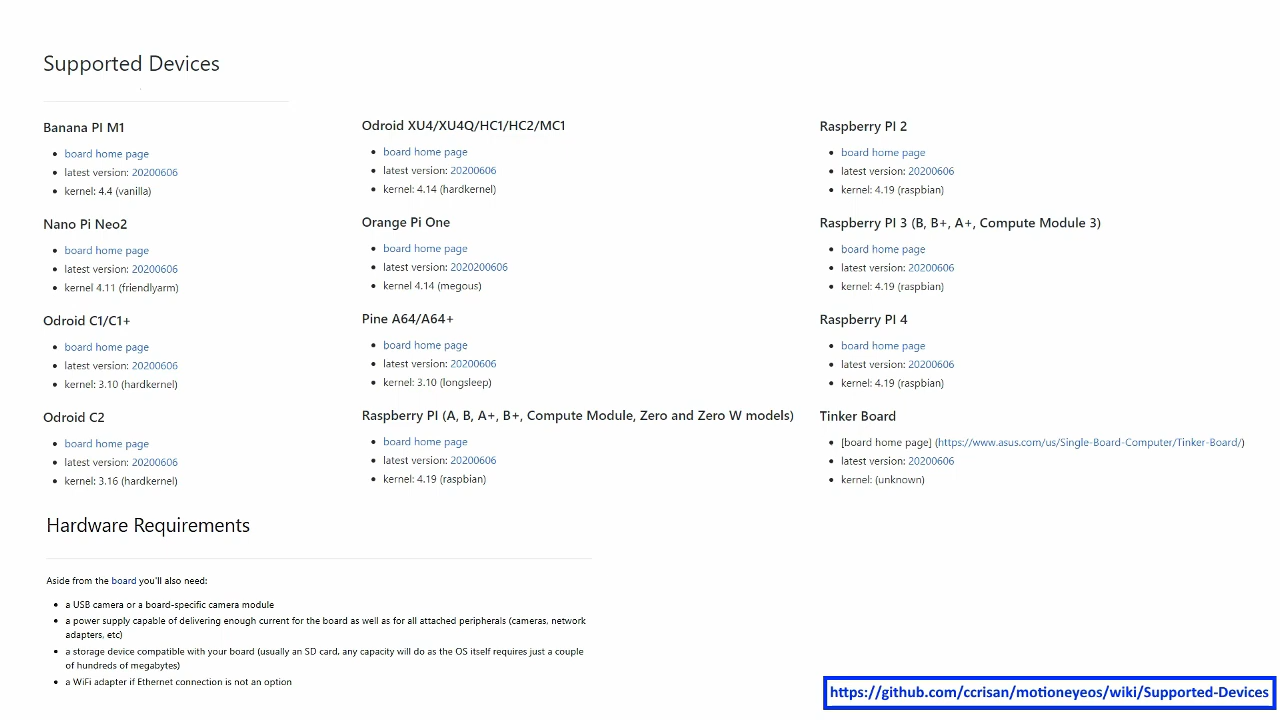 Supported Devices
Banana PI M1
board home page
latest version: 20200606
kernel: 4.4 (vanilla)
Nano Pi Neo2
board home page
latest version: 20200606
kernel 4.11 (friendlyarm)
Odroid C1/C1+
board home page
latest version: 20200606
kernel: 3.10 (hardkernel)
Odroid C2
board home page
latest version: 20200606
kernel: 3.16 (hardkernel)
Odroid XU4/XU4Q/HC1/HC2/MC1
board home page
latest version: 20200606
kernel: 4.14 (hardkernel)
Orange Pi One
board home page
latest version: 2020200606
kernel 4.14 (megous)
Pine A64/A64+
board home page
latest version: 20200606
kernel: 3.10 (longsleep)
Raspberry PI (A, B, A+, B+, Compute Module, Zero and Zero W models)
board home page
latest version: 20200606
kernel: 4.19 (raspbian)
Raspberry PI 2
board home page
latest version: 20200606
kernel: 4.19 (raspbian)
Raspberry PI 3 (B, B+, A+, Compute Module 3)
board home page
latest version: 20200606
kernel: 4.19 (raspbian)
Raspberry PI 4
board home page
latest version: 20200606
kernel: 4.19 (raspbian)
Tinker Board
[board home page] (https://www.asus.com/us/Single-Board-Computer/Tinker-Board/)
latest version: 20200606
kernel: (unknown)
Hardware Requirements
Aside from the board you'll also need:
a USB camera or a board-specific camera module
a power supply capable of delivering enough current for the board as well as for all attached peripherals (cameras, network
adapters, etc)
a storage device compatible with your board (usually an SD card, any capacity will do as the OS itself requires just a couple
of hundreds of megabytes)
a WiFi adapter if Ethernet connection is not an option
https://github.com/ccrisan/motioneyeos/wiki/Supported-Devices